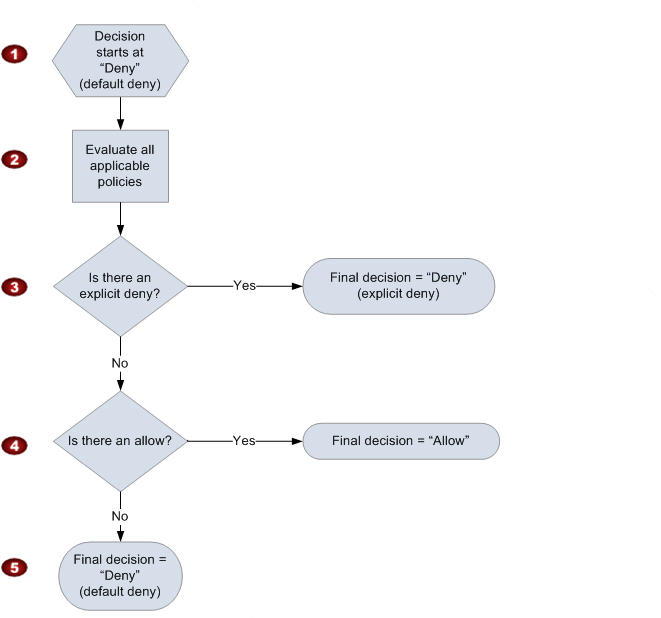 1
Decision
starts at
“Deny”
(default deny)
2
Evaluate all
applicable
policies
3
Is there an
explicit deny?
Yes
Final decision = “Deny”
(explicit deny)
No
4
Is there an allow?
Yes
Final decision = “Allow”
No
5
Final decision =
“Deny”
(default deny)